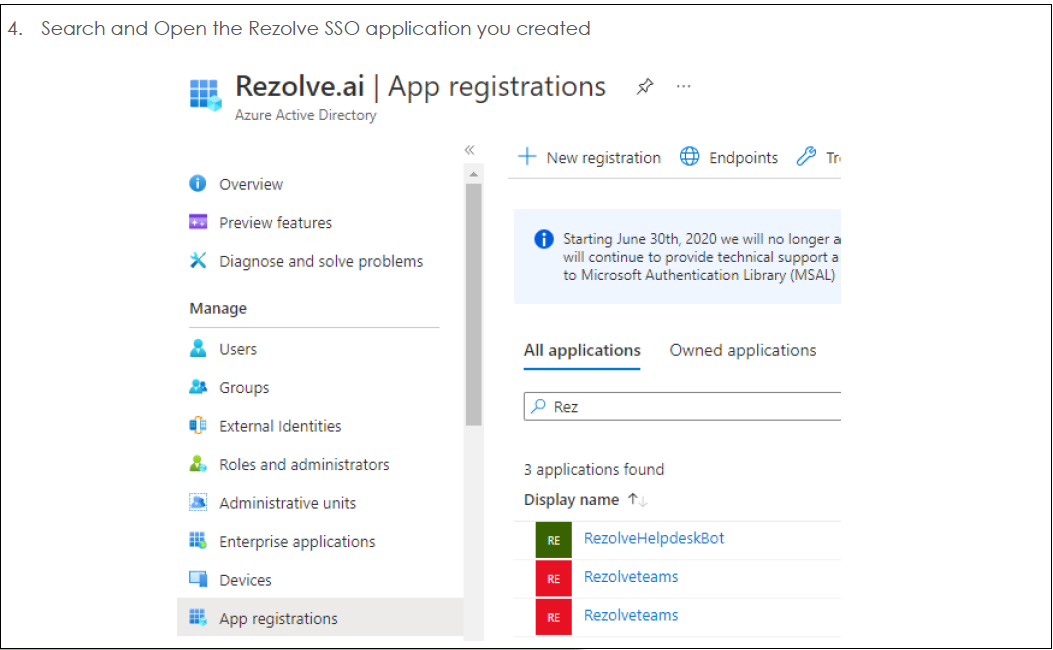 4. Search and Open the Rezolve SSO application you created
Rezolve.ai | App registrations
Azure Active Directory
Overview
Preview features
Diagnose and solve problems
Manage
Users
Groups
External Identities
Roles and administrators
Administrative units
Enterprise applications
Devices
App registrations
New registration Endpoints
Starting June 30th, 2020 we will no longer
will continue to provide technical support
to Microsoft Authentication Library (MSAL)
All applications Owned applications
Rez
3 applications found
Display name
RE RezolveHelpdeskBot
RE Rezolveteams
RE Rezolveteams